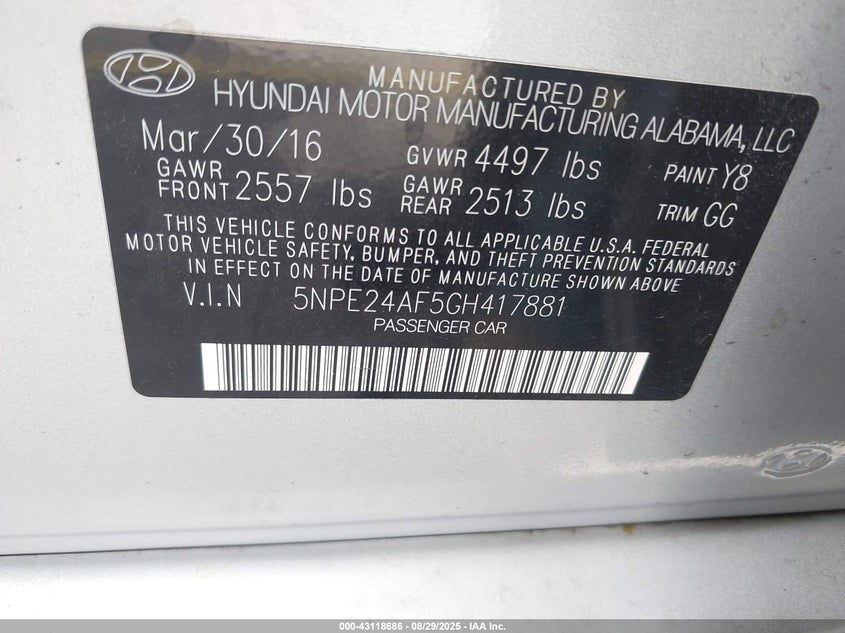 MANUFACTURED BY
HYUNDAI MOTOR MANUFACTURING ALABAMA, LLC
Mar/30/16 GVWR 4497 lbs PAINT Y8
GAWR FRONT 2557 lbs GAWR REAR 2513 lbs TRIM GG
THIS VEHICLE CONFORMS TO ALL APPLICABLE U.S.A. FEDERAL
MOTOR VEHICLE SAFETY, BUMPER, AND THEFT PREVENTION STANDARDS
IN EFFECT ON THE DATE OF MANUFACTURE SHOWN ABOVE
V.I.N 5NPE24AF5GH417881
PASSENGER CAR
000-43118686 - 08/29/2025 - IAA Inc.